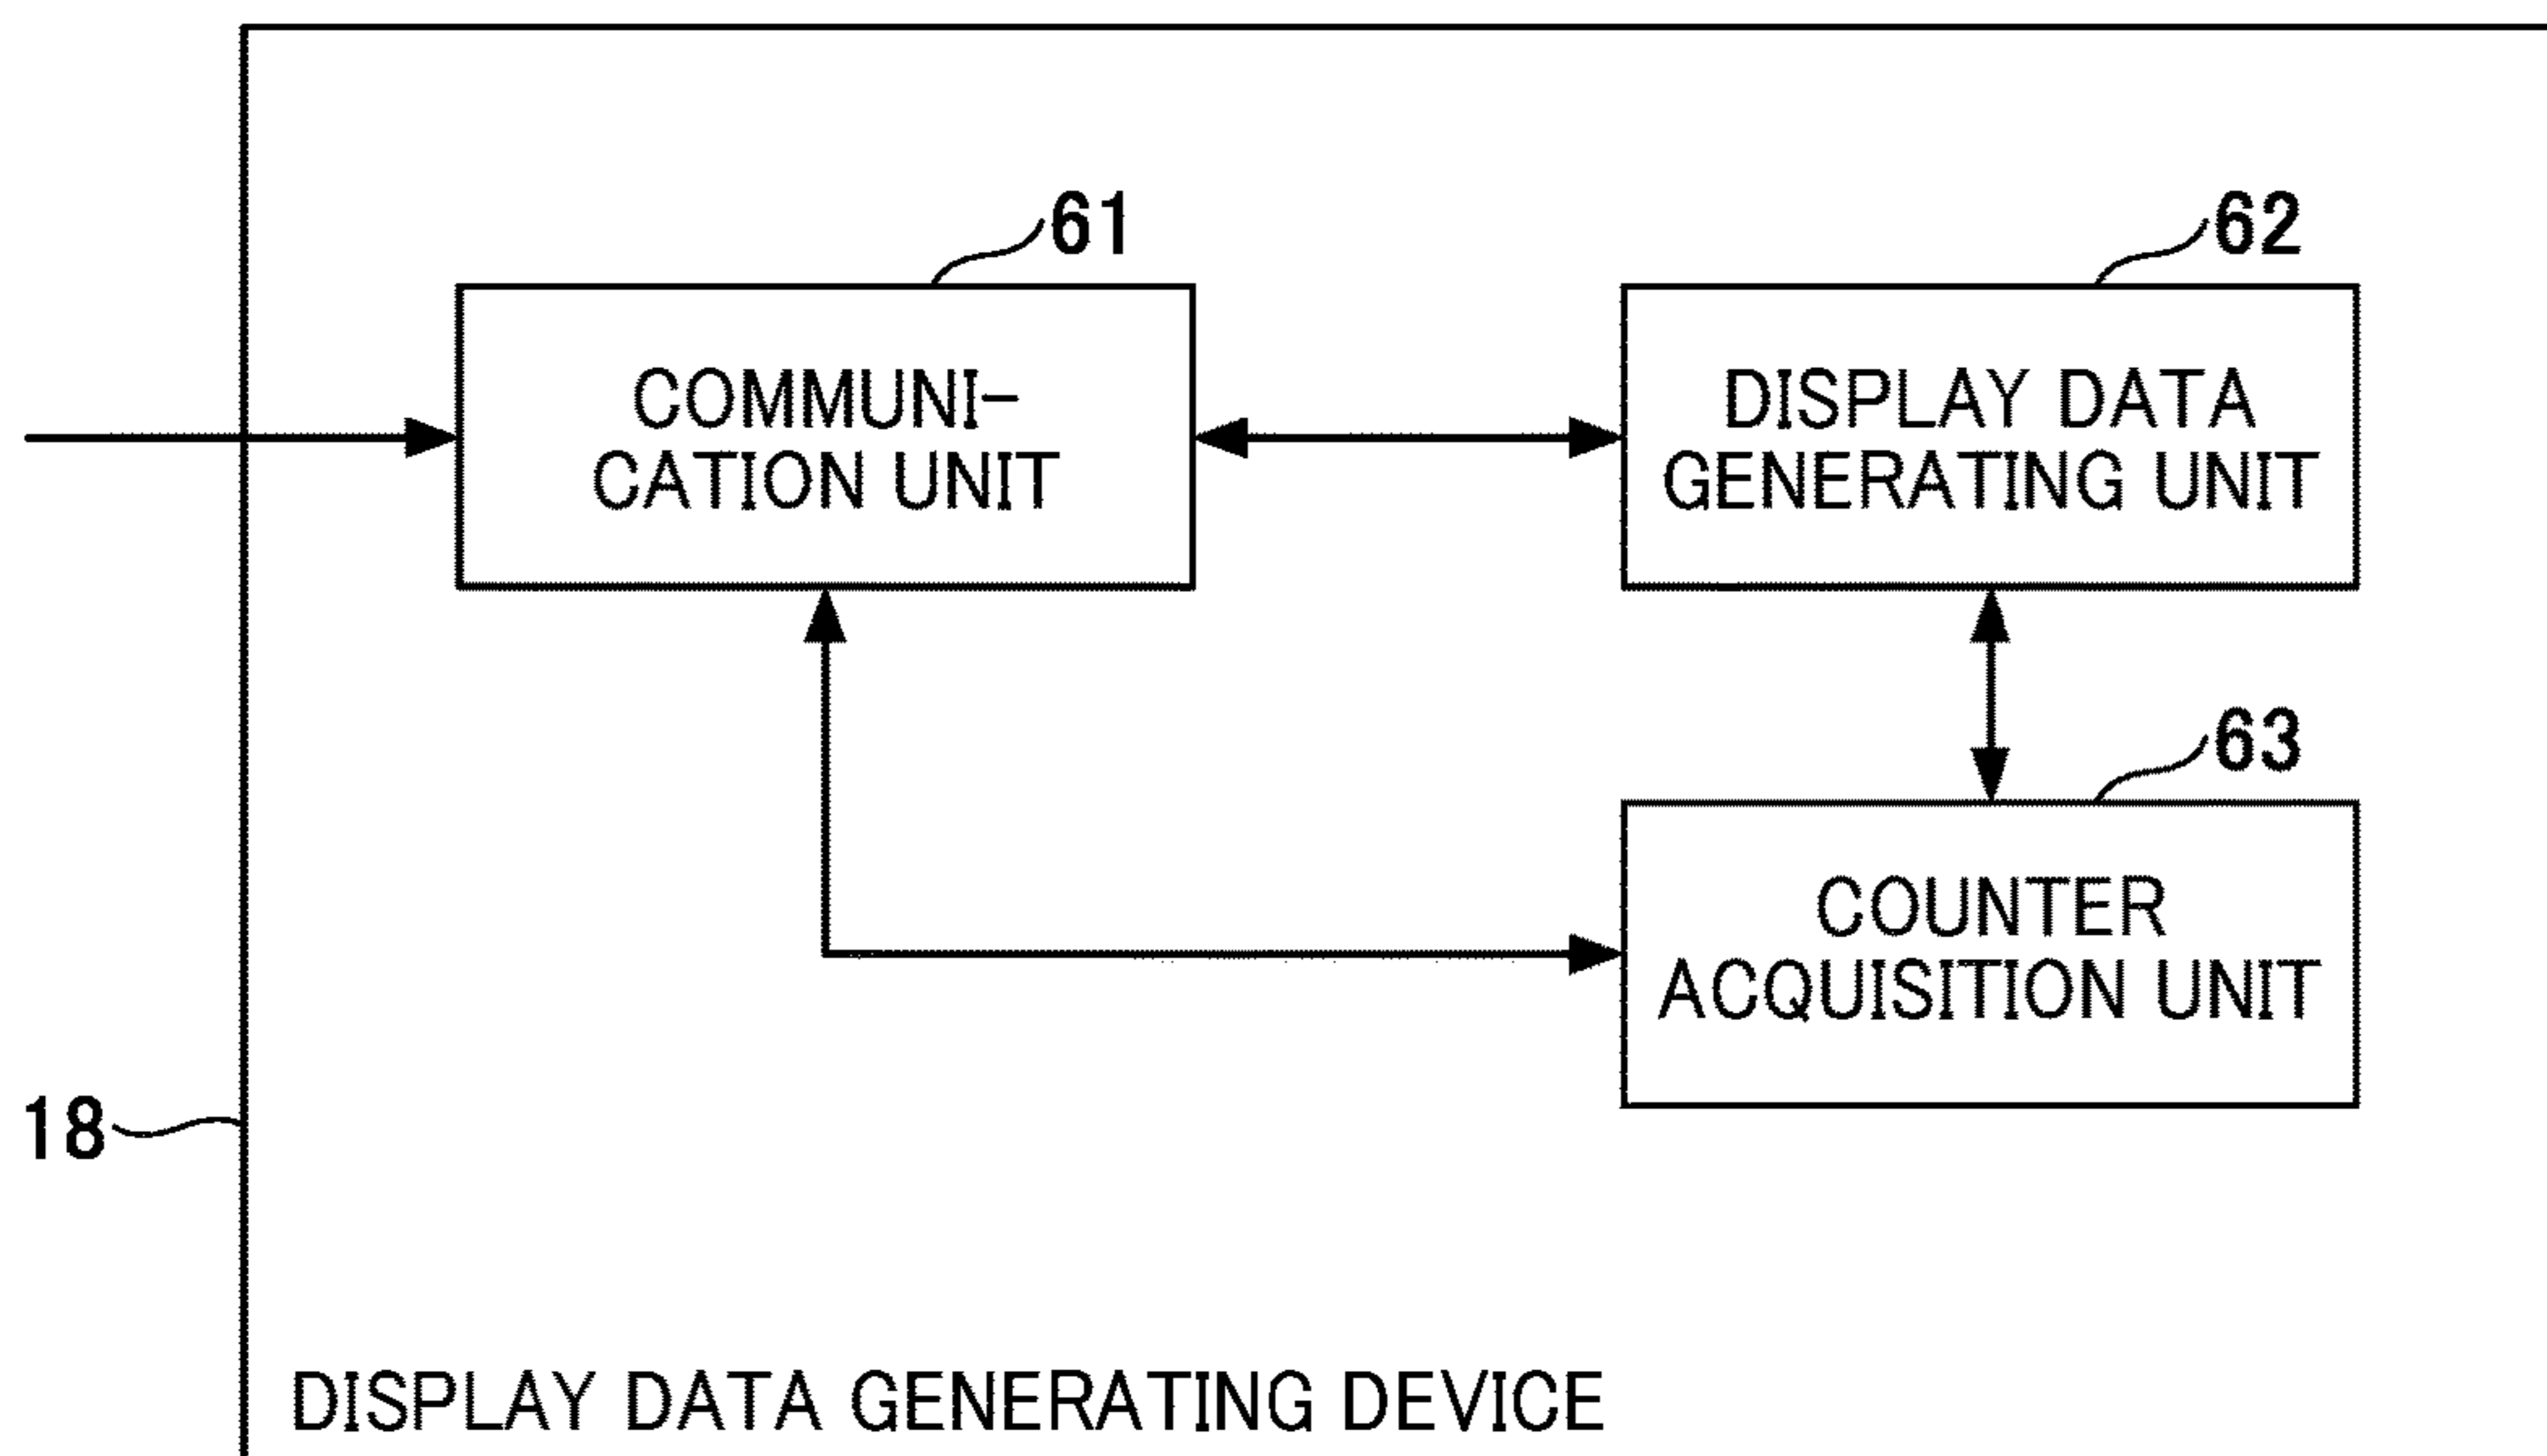 61
62
COMMUNI-
CATION UNIT
DISPLAY DATA
GENERATING UNIT
63
COUNTER
ACQUISITION UNIT
18
DISPLAY DATA GENERATING DEVICE